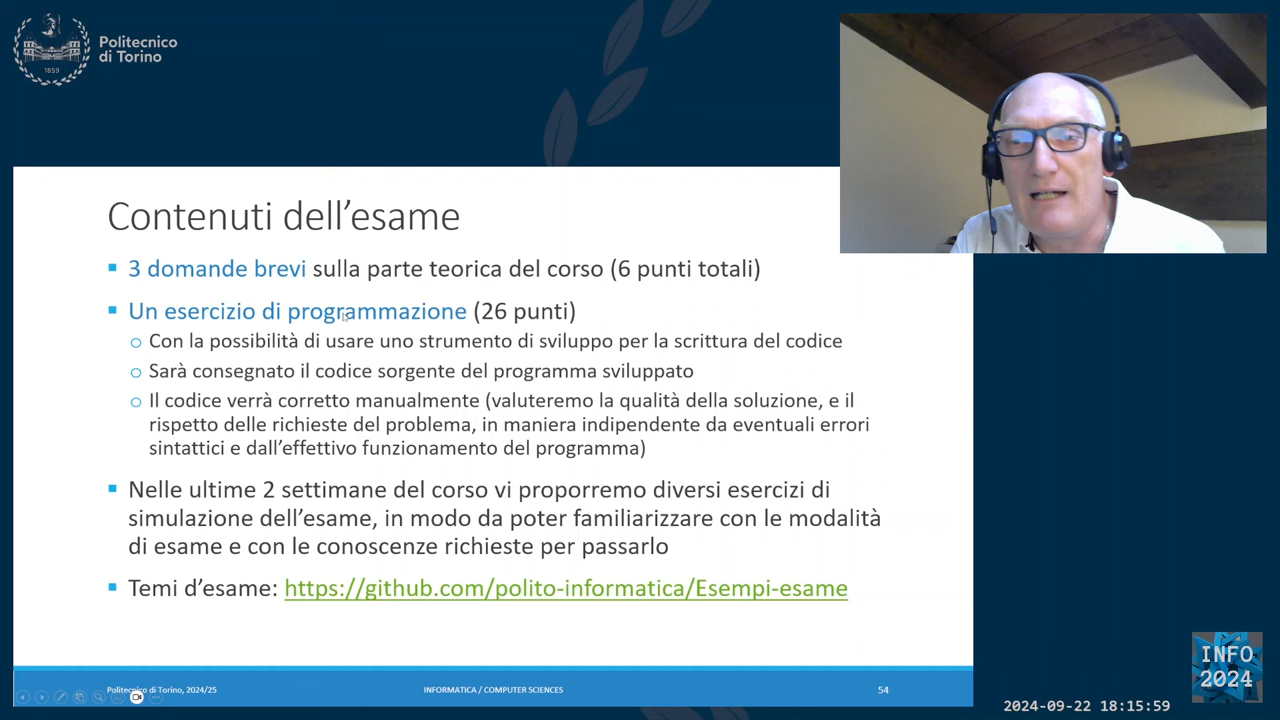 Politecnico
di Torino
1859
Contenuti dell’esame
3 domande brevi sulla parte teorica del corso (6 punti totali)
Un esercizio di programmazione (26 punti)
Con la possibilità di usare uno strumento di sviluppo per la scrittura del codice
Sarà consegnato il codice sorgente del programma sviluppato
Il codice verrà corretto manualmente (valuteremo la qualità della soluzione, e il
rispetto delle richieste del problema, in maniera indipendente da eventuali errori
sintattici e dall’effettivo funzionamento del programma)
Nelle ultime 2 settimane del corso vi proporremo diversi esercizi di
simulazione dell’esame, in modo da poter familiarizzare con le modalità
di esame e con le conoscenze richieste per passarlo
Temi d’esame: https://github.com/polito-informatica/Esempi-esame
Politecnico di Torino, 2024/25
INFORMATICA / COMPUTER SCIENCES
54
INFO
2024
2024-09-22 18:15:59